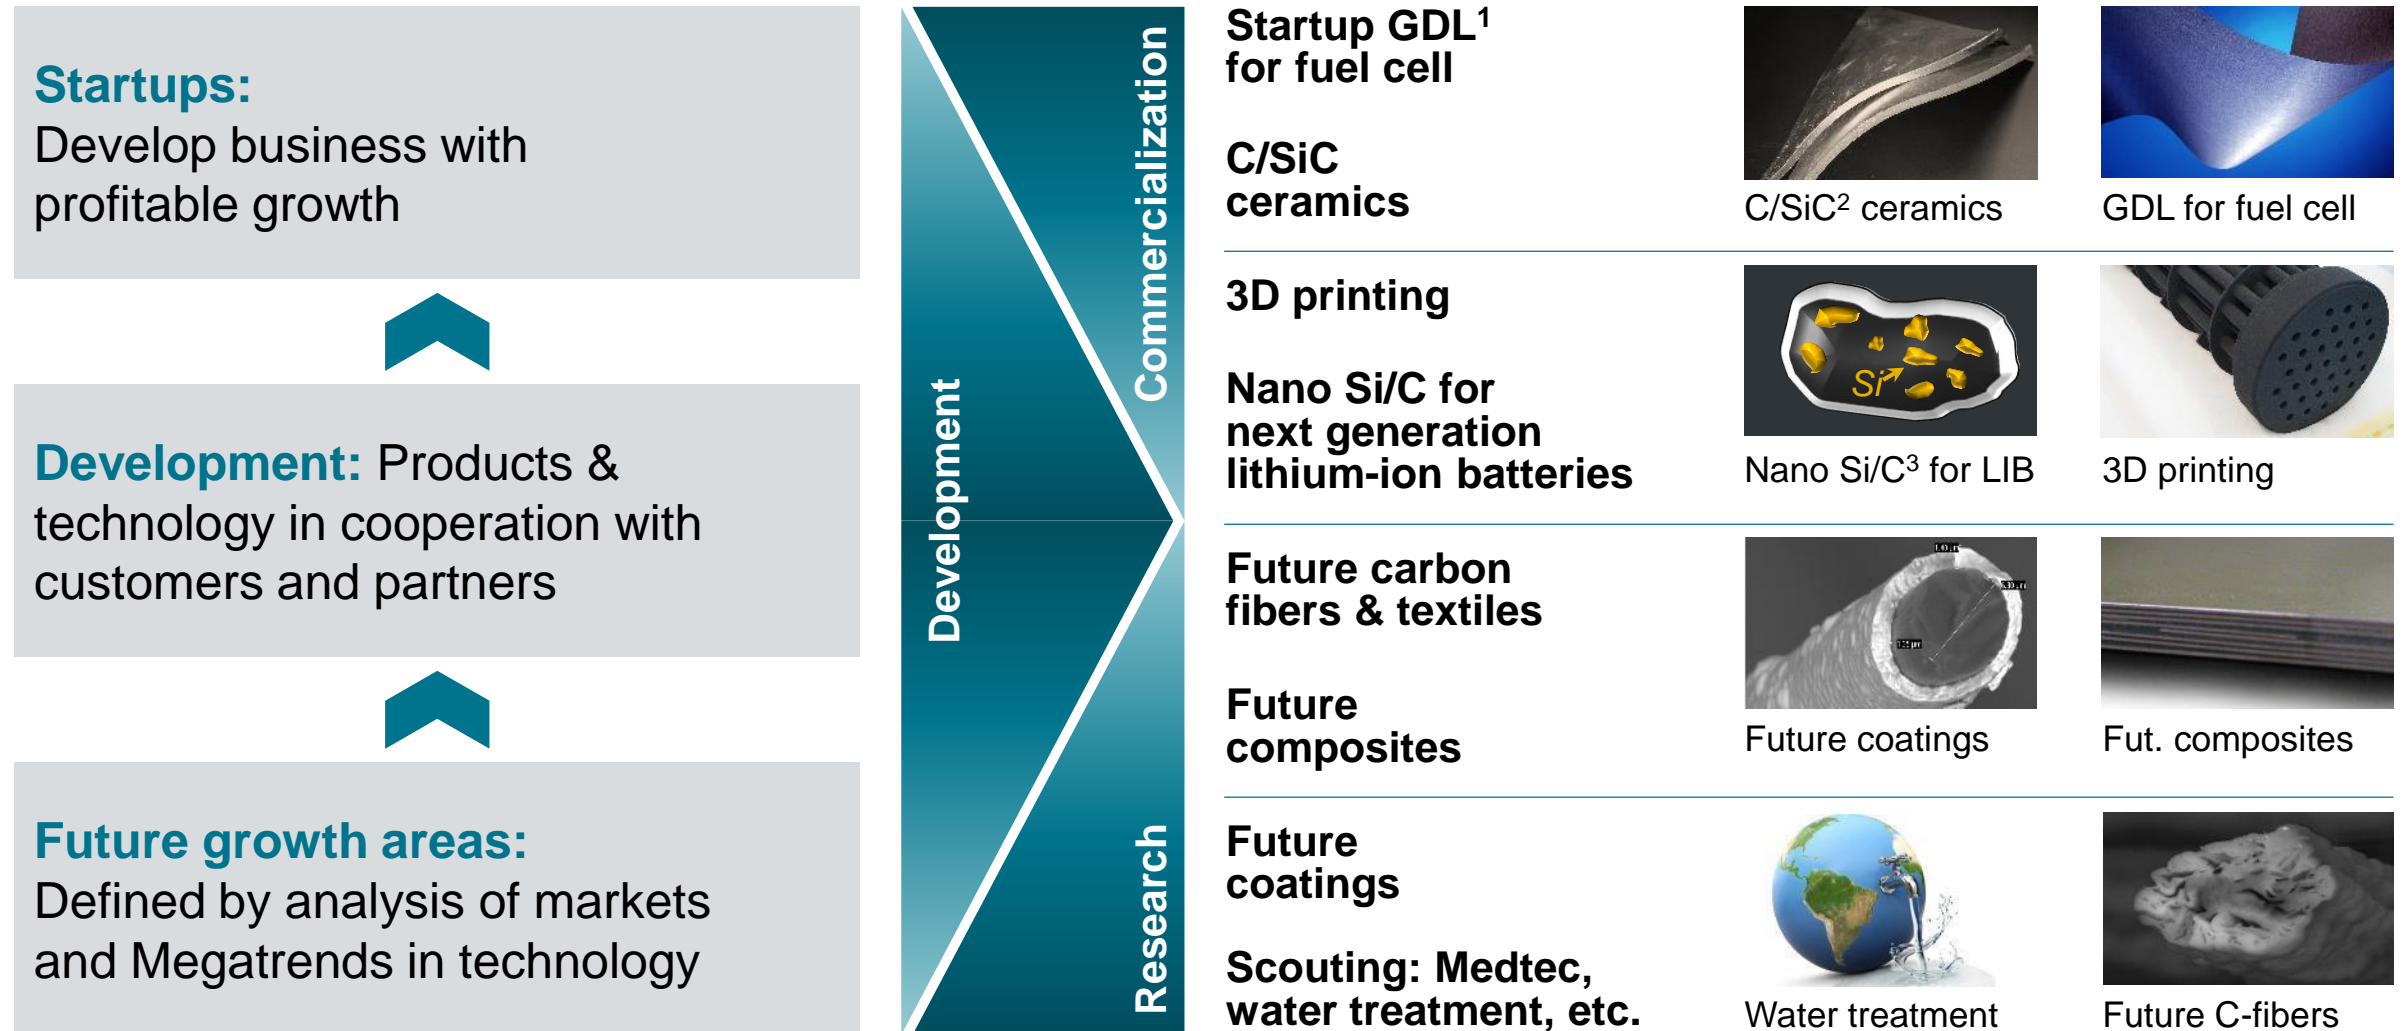 Startups:
Develop business with
profitable growth
Development: Products &
technology in cooperation with
customers and partners
Future growth areas:
Defined by analysis of markets
and Megatrends in technology
Development
Commercialization
Research
Startup GDL¹
for fuel cell
C/SiC
ceramics
C/SiC² ceramics
GDL for fuel cell
3D printing
Nano Si/C for
next generation
lithium-ion batteries
Si
Nano Si/C³ for LIB
3D printing
Future carbon
fibers & textiles
Future
composites
Future coatings
Fut. composites
Future
coatings
Scouting: Medtec,
water treatment, etc.
Water treatment
Future C-fibers